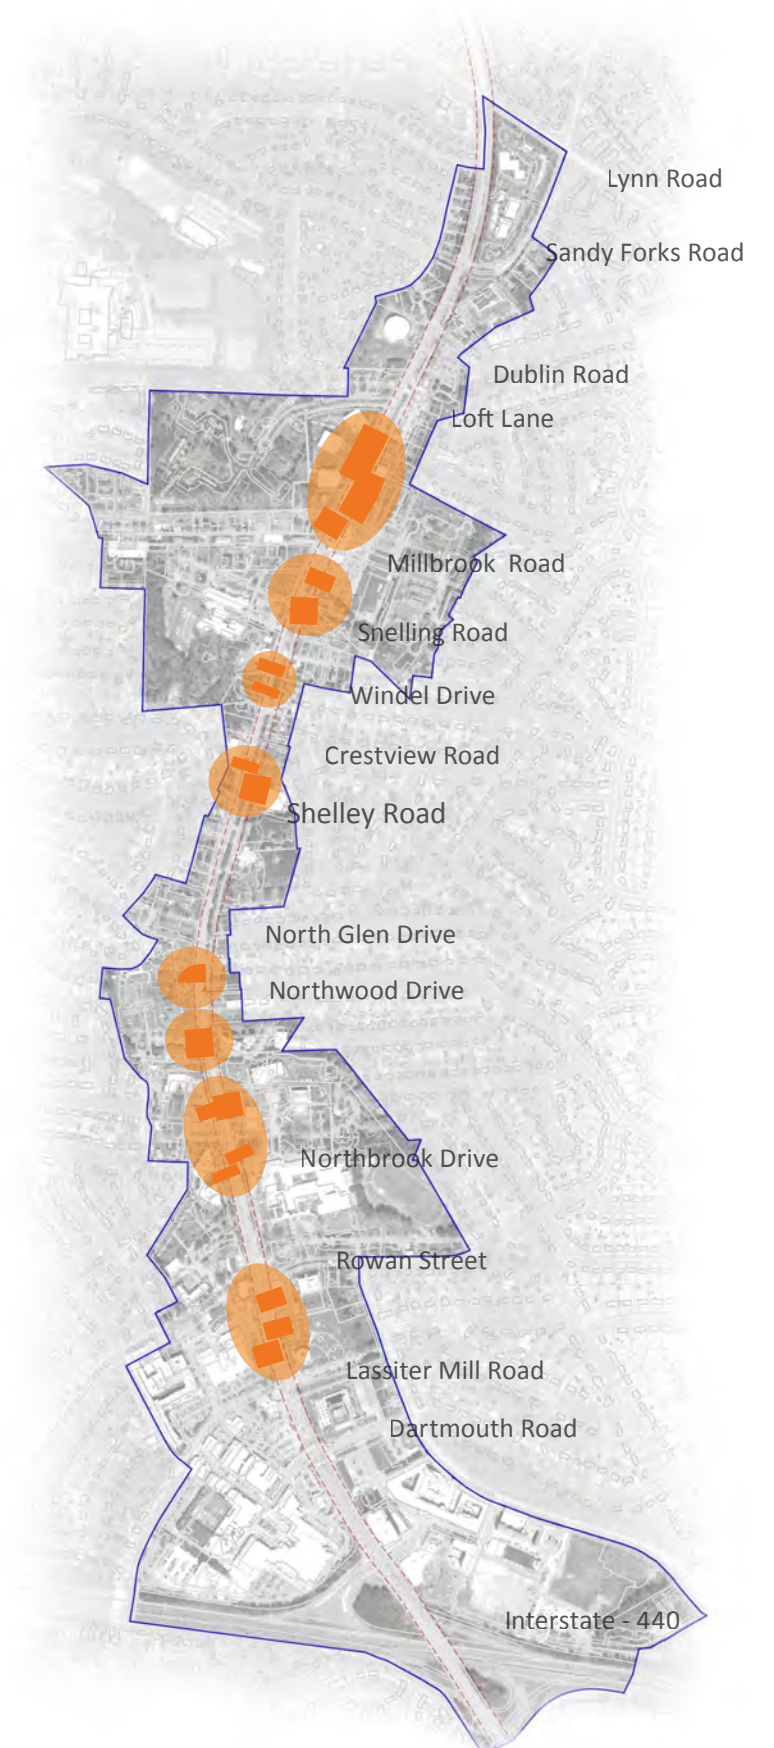 Lynn Road
Sandy Forks Road
Dublin Road
Loft Lane
Millbrook Road
Snelling Road
Windel Drive
Crestview Road
Shelley Road
North Glen Drive
Northwood Drive
Northbrook Drive
Rowan Street
Lassiter Mill Road
Dartmouth Road
Interstate - 440